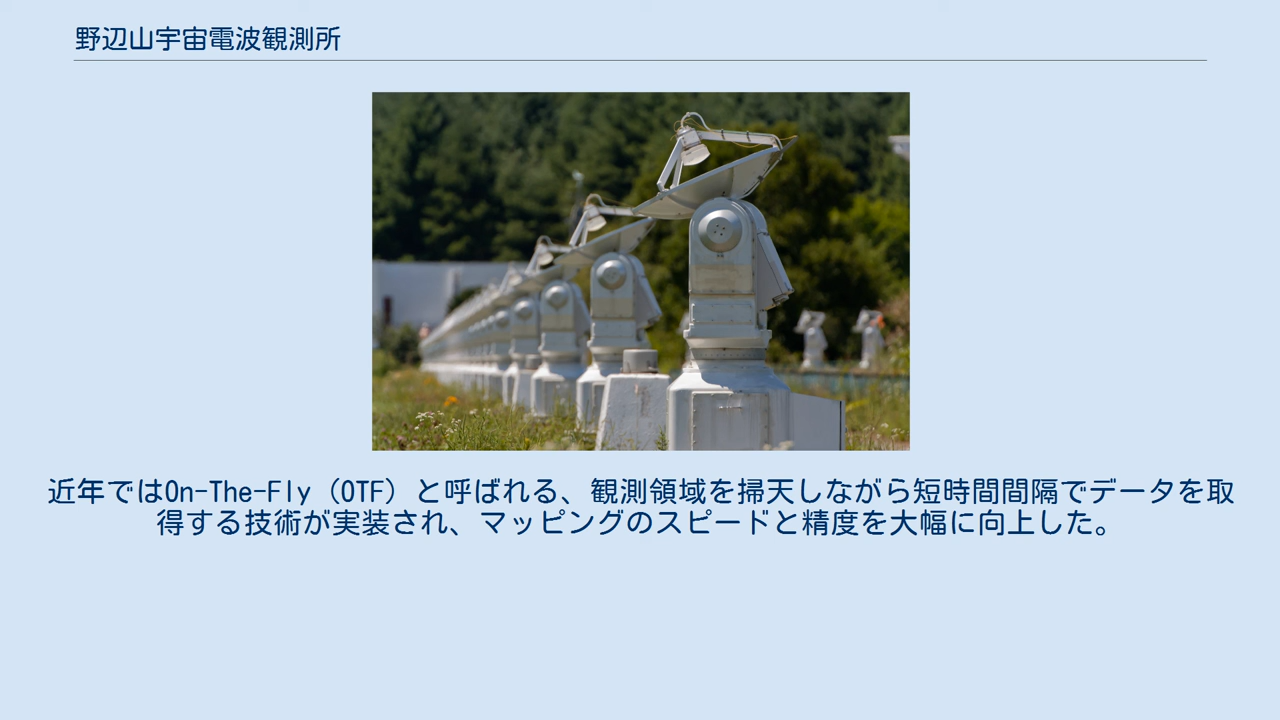 野辺山宇宙電波観測所
近年ではOn-The-Fly（OTF）と呼ばれる、観測領域を掃天しながら短時間間隔でデータを取
得する技術が実装され、マッピングのスピードと精度を大幅に向上した。